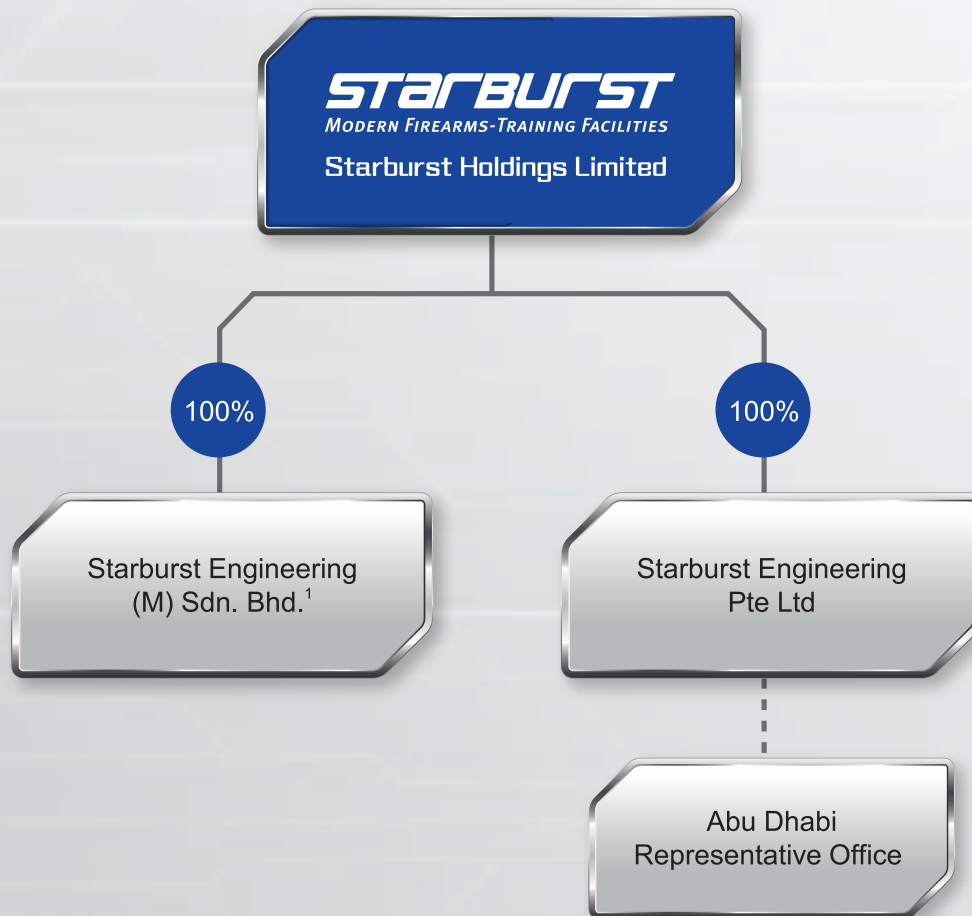 STARBURST
MODERN FIREARMS-TRAINING FACILITIES
Starburst Holdings Limited
100%
100%
Starburst Engineering
(M) Sdn. Bhd.¹
Starburst Engineering
Pte Ltd
Abu Dhabi
Representative Office